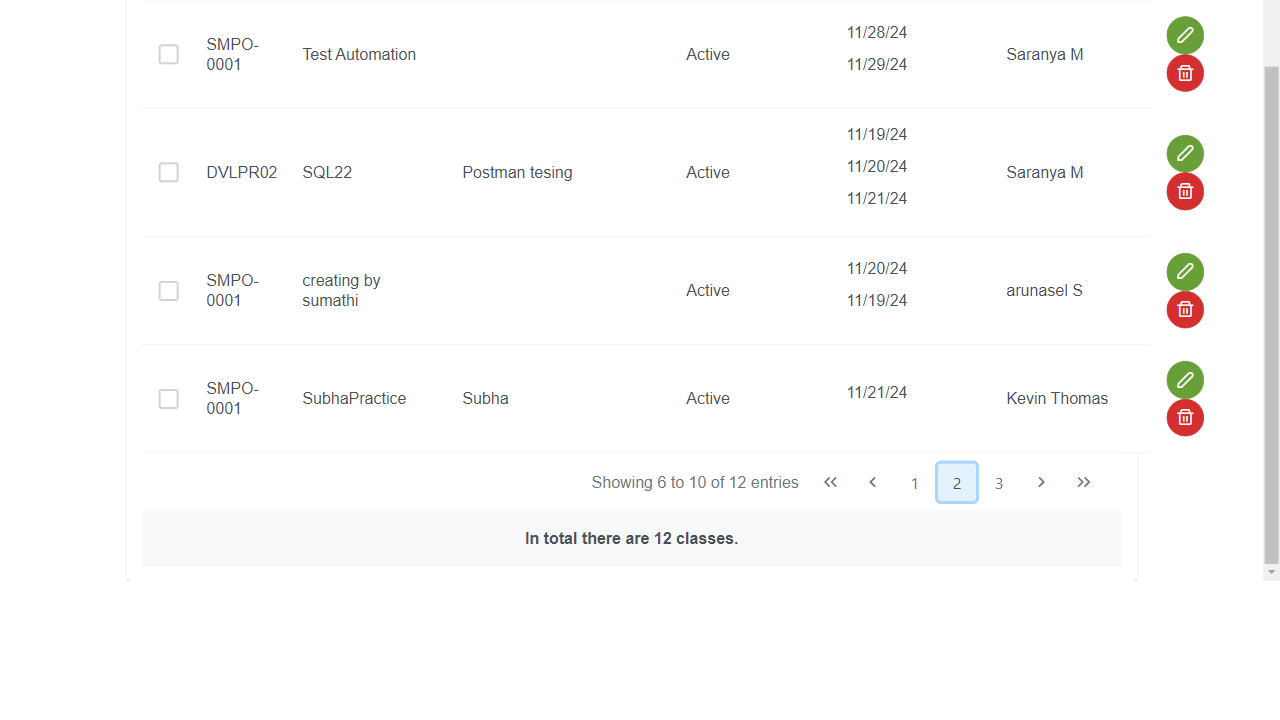 SMPO-
0001
Test Automation
Active
11/28/24
11/29/24
Saranya M
DVLPR02
SQL22
Postman tesing
Active
11/19/24
11/20/24
11/21/24
Saranya M
SMPO-
0001
creating by
sumathi
Active
11/20/24
11/19/24
arunasel S
SMPO-
0001
SubhaPractice
Subha
Active
11/21/24
Kevin Thomas
Showing 6 to 10 of 12 entries
1
2
3
In total there are 12 classes.